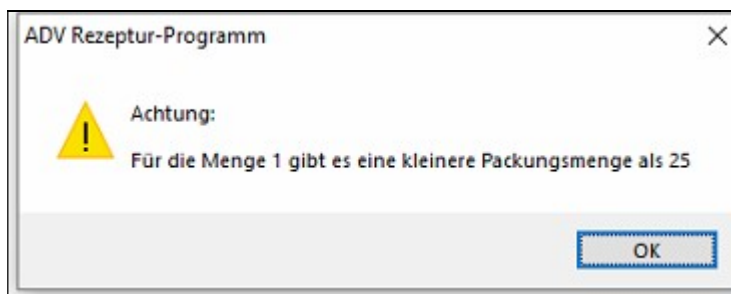 ADV Rezeptur-Programm
Achtung:
Für die Menge 1 gibt es eine kleinere Packungsmenge als 25
OK